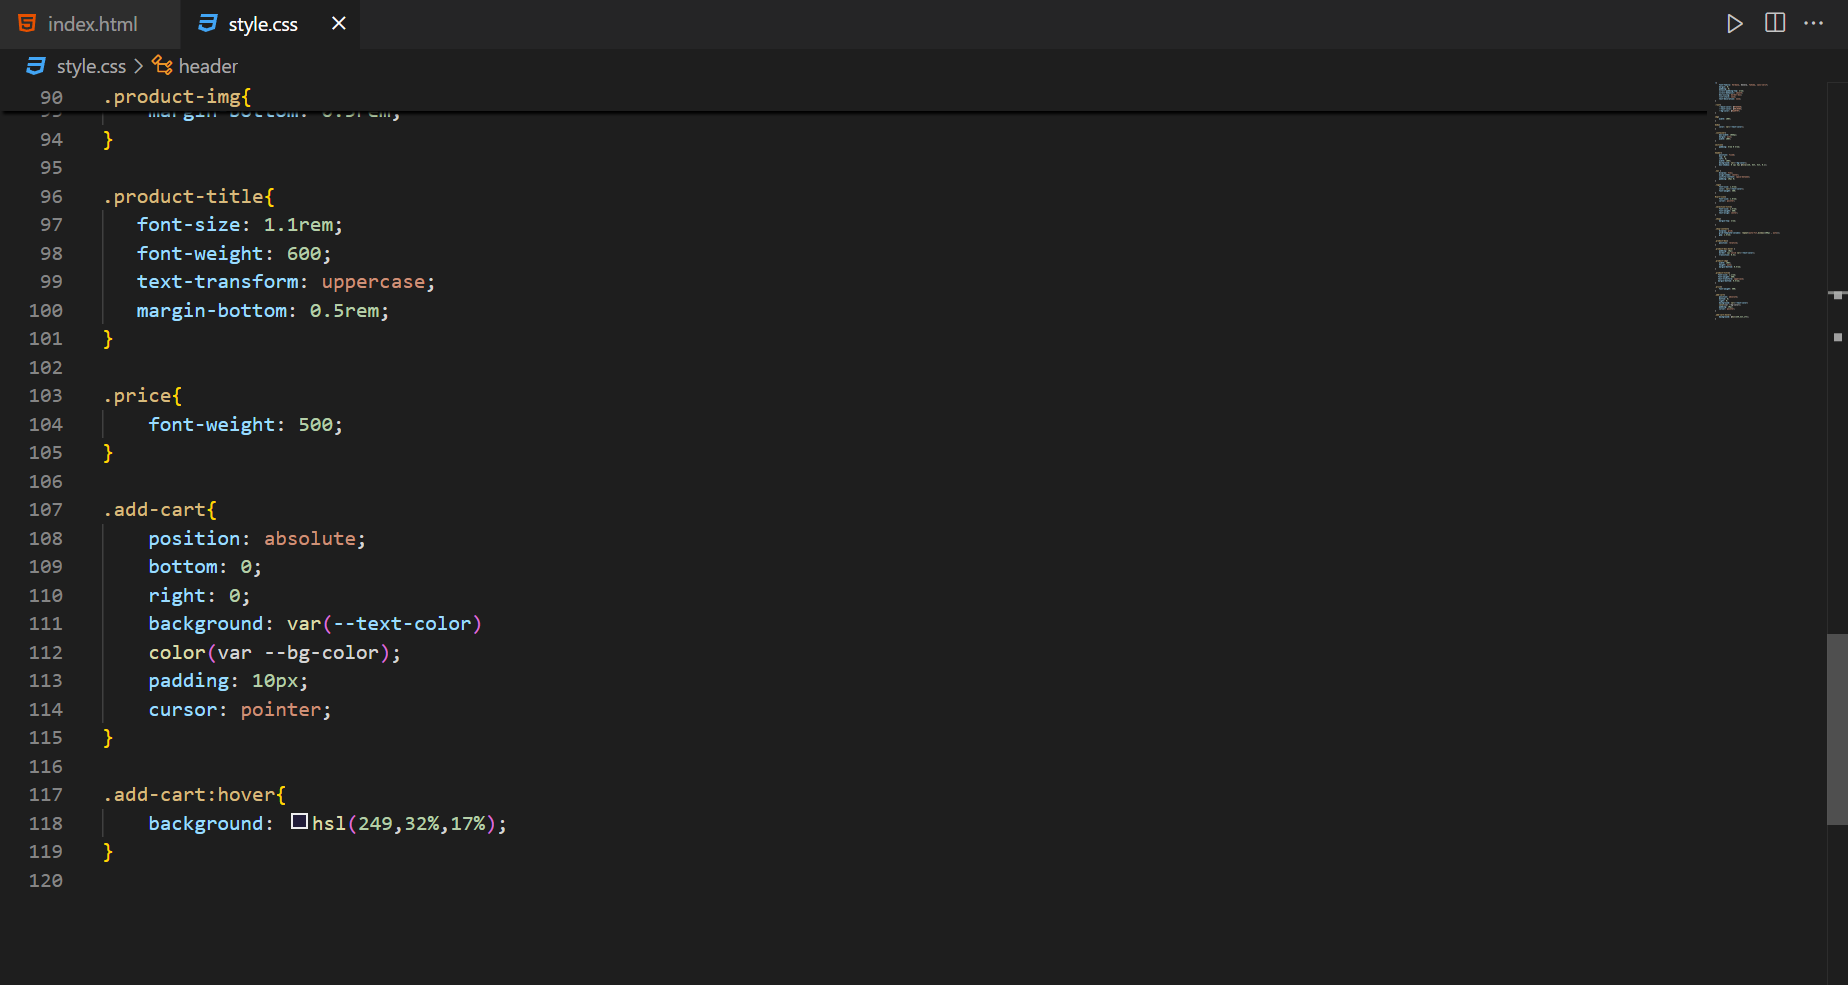 index.html
style.css
style.css > header
90 .product-img{
94 }
95
96 .product-title{
97 font-size: 1.1rem;
98 font-weight: 600;
99 text-transform: uppercase;
100 margin-bottom: 0.5rem;
101 }
102
103 .price{
104 font-weight: 500;
105 }
106
107 .add-cart{
108 position: absolute;
109 bottom: 0;
110 right: 0;
111 background: var(--text-color)
112 color(var --bg-color);
113 padding: 10px;
114 cursor: pointer;
115 }
116
117 .add-cart:hover{
118 background: hsl(249,32%,17%);
119 }
120